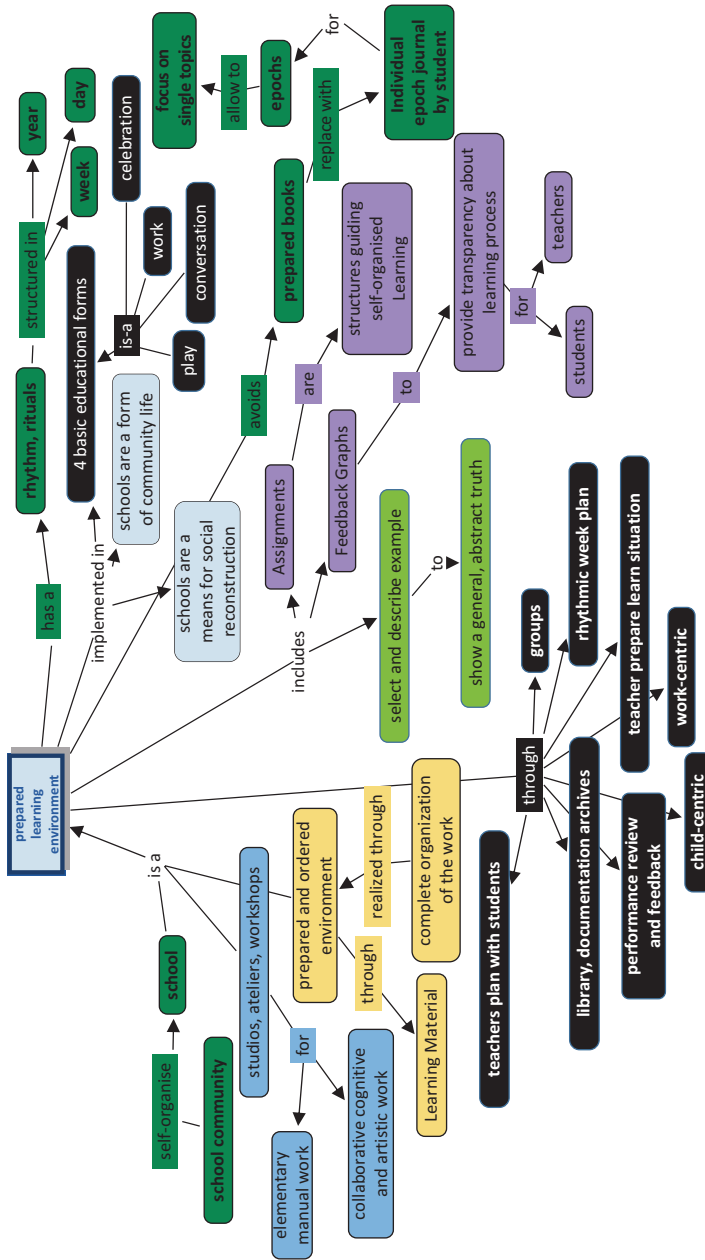 prepared
learning
environment
has a
rhythm, rituals
structured in
year
week
day
implemented in
4 basic educational forms
is-a
celebration
work
conversation
play
schools are a form
of community life
schools are a
means for social
reconstruction
avoids
prepared books
replace with
Individual
epoch journal
by student
for
epochs
allow to
focus on
single topics
includes
Assignments
are
structures guiding
self-organised
Learning
Feedback Graphs
to
provide transparency about
learning process
for
teachers
students
select and describe example
to
show a general, abstract truth
through
groups
rhythmic week plan
teacher prepare learn situation
work-centric
child-centric
performance review
and feedback
library, documentation archives
teachers plan with students
is a
school
self-organise
school community
studios, ateliers, workshops
for
elementary
manual work
collaborative cognitive
and artistic work
prepared and ordered
environment
through
Learning Material
realized through
complete organization
of the work